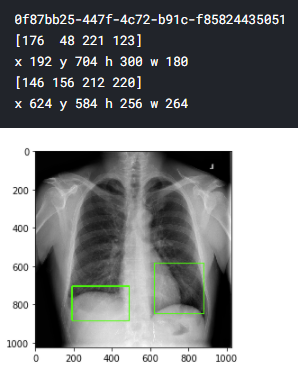 0f87bb25-447f-4c72-b91c-f85824435051
[176  48 221 123]
x 192 y 704 h 300 w 180
[146 156 212 220]
x 624 y 584 h 256 w 264
0
200
400
600
800
1000
0 200 400 600 800 1000